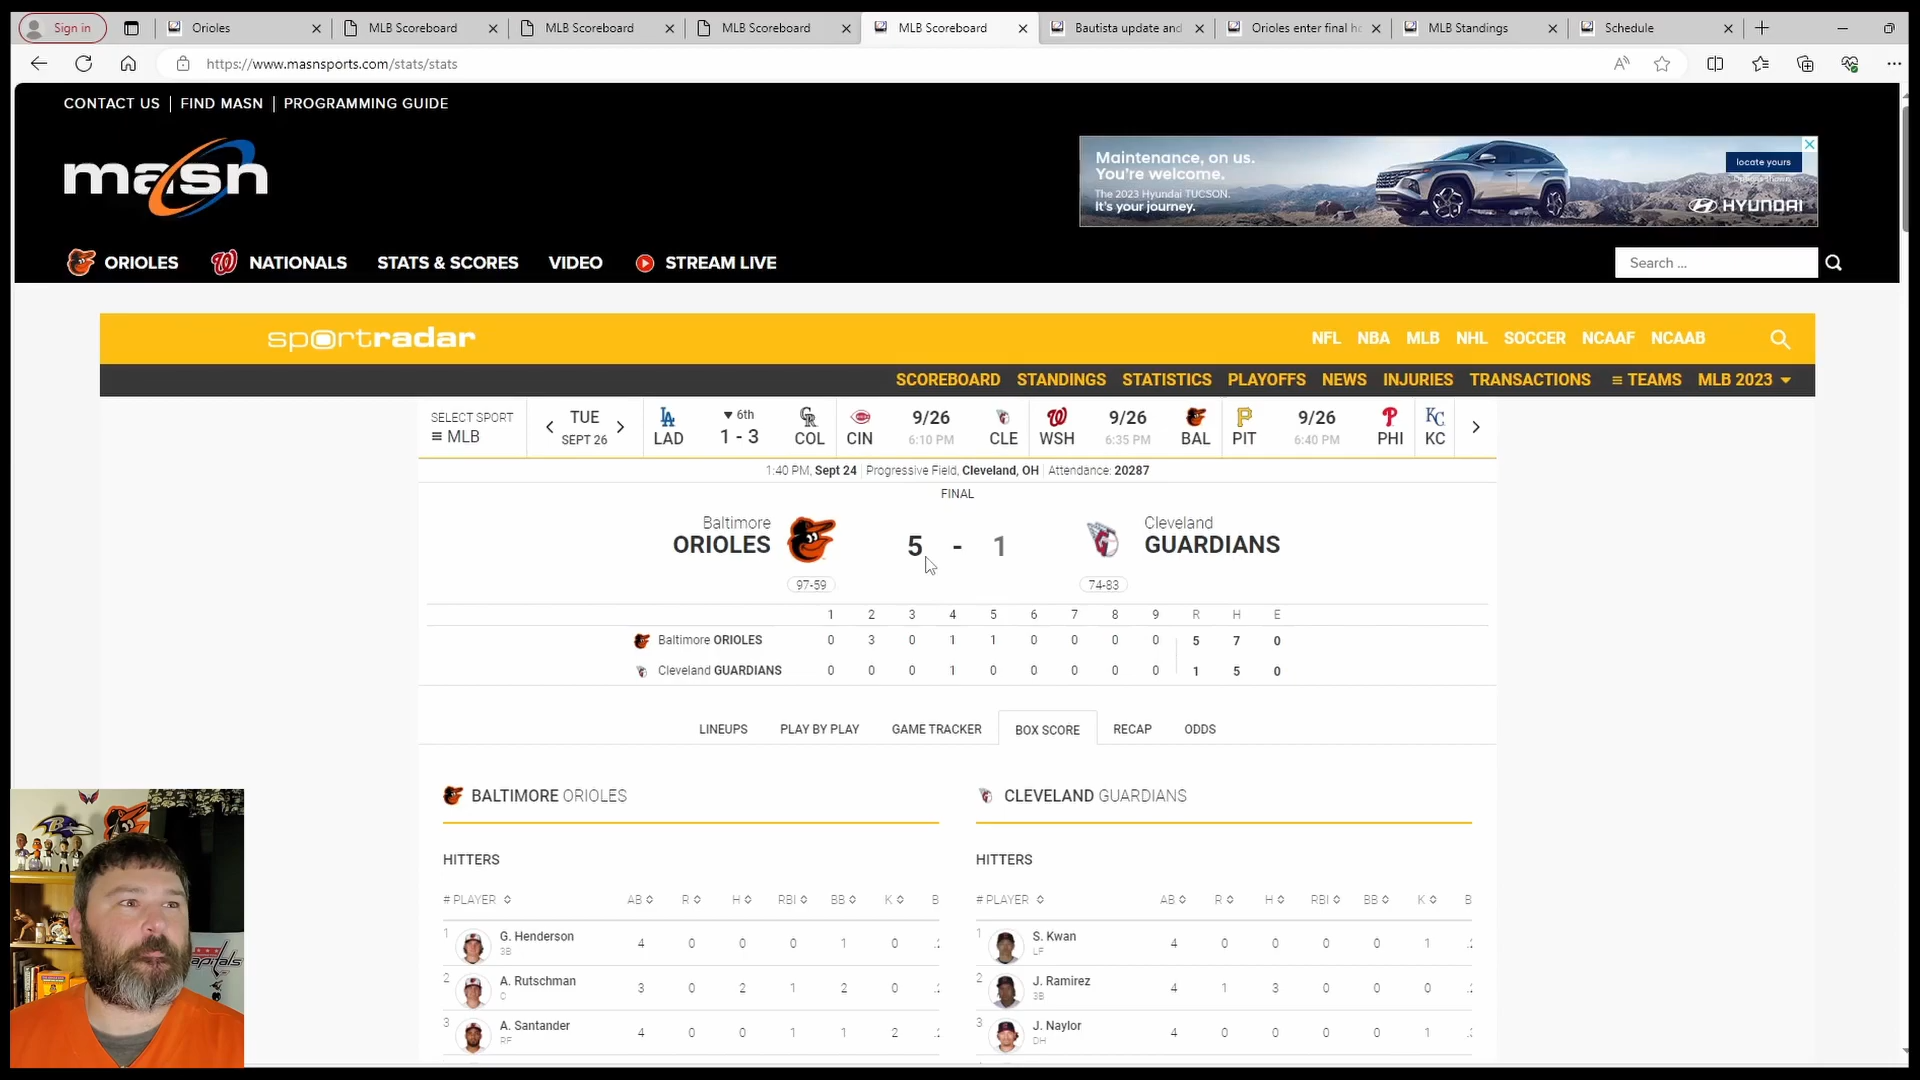 Sign in
Orioles
MLB Scoreboard
MLB Scoreboard
MLB Scoreboard
MLB Scoreboard
Bautista update and
Orioles enter final ho
MLB Standings
Schedule
https://www.masnsports.com/stats/stats
CONTACT US | FIND MASN | PROGRAMMING GUIDE
masn
Maintenance, on us.
You're welcome.
The 2023 Hyundai TUCSON.
It's your journey.
locate yours
HYUNDAI
ORIOLES NATIONALS STATS & SCORES VIDEO STREAM LIVE
Search ...
sportradar
NFL NBA MLB NHL SOCCER NCAAF NCAAB
SCOREBOARD STANDINGS STATISTICS PLAYOFFS NEWS INJURIES TRANSACTIONS ≡ TEAMS MLB 2023
SELECT SPORT
≡ MLB
TUE
SEPT 26
LAD 6th 1 - 3 COL
CIN 9/26 6:10 PM CLE
WSH 9/26 6:35 PM BAL
PIT 9/26 6:40 PM PHI
KC
1:40 PM, Sept 24 | Progressive Field, Cleveland, OH | Attendance: 20287
FINAL
Baltimore
ORIOLES
97-59
5 - 1
Cleveland
GUARDIANS
74-83
1 2 3 4 5 6 7 8 9 R H E
Baltimore ORIOLES 0 3 0 1 1 0 0 0 0 5 7 0
Cleveland GUARDIANS 0 0 0 1 0 0 0 0 0 1 5 0
LINEUPS PLAY BY PLAY GAME TRACKER BOX SCORE RECAP ODDS
BALTIMORE ORIOLES
HITTERS
# PLAYER AB R H RBI BB K B
1 G. Henderson 4 0 0 0 1 0 .2
3B
2 A. Rutschman 3 0 2 1 2 0 .2
C
3 A. Santander 4 0 0 1 1 2 .2
RF
CLEVELAND GUARDIANS
HITTERS
# PLAYER AB R H RBI BB K B
1 S. Kwan 4 0 0 0 0 1 .2
LF
2 J. Ramirez 4 1 3 0 0 0 .2
3B
3 J. Naylor 4 0 0 0 0 1
DH
apitals